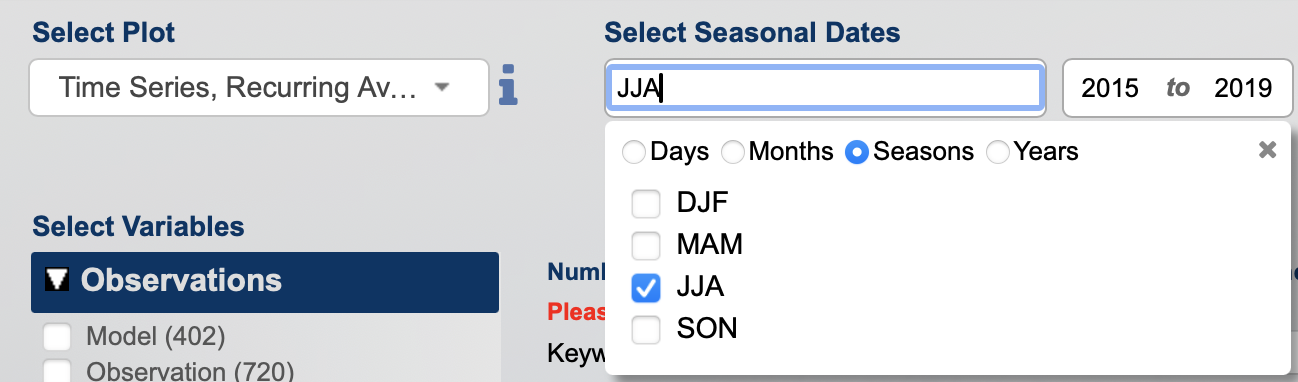 Select Plot
Select Seasonal Dates
Time Series, Recurring Av...
JJA
2015 to 2019
Days Months Seasons Years
DJF
MAM
JJA
SON
Select Variables
Observations
Model (402)
Observation (720)